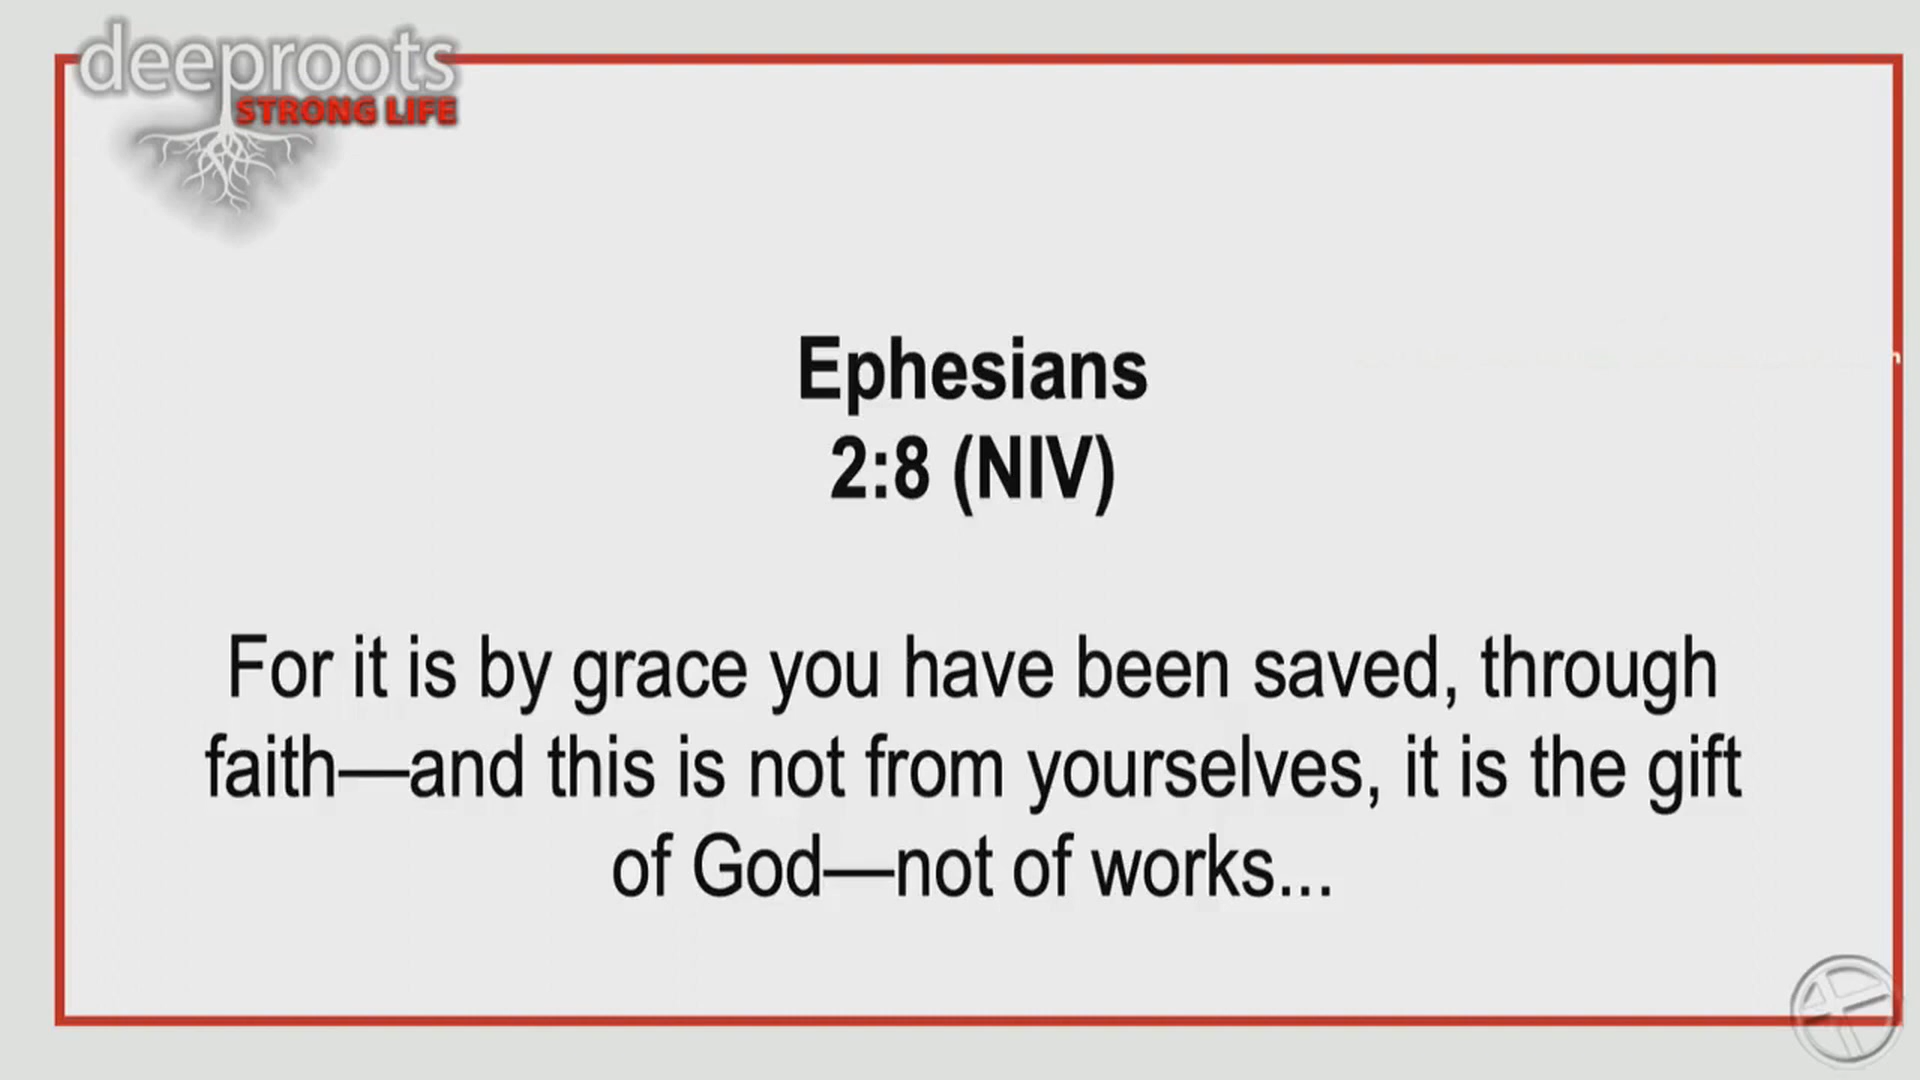 deeproots
STRONG LIFE
Ephesians
2:8 (NIV)
For it is by grace you have been saved, through
faith—and this is not from yourselves, it is the gift
of God—not of works...